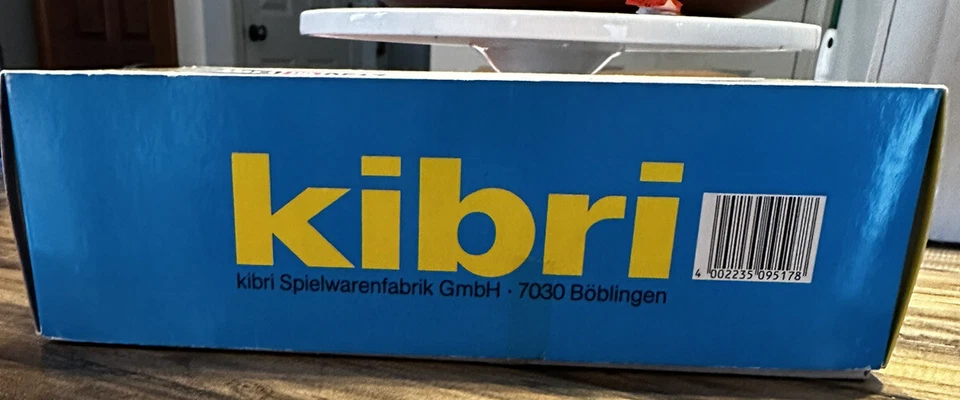 kibri
kibri Spielwarenfabrik GmbH · 7030 Böblingen
4 002235 095178